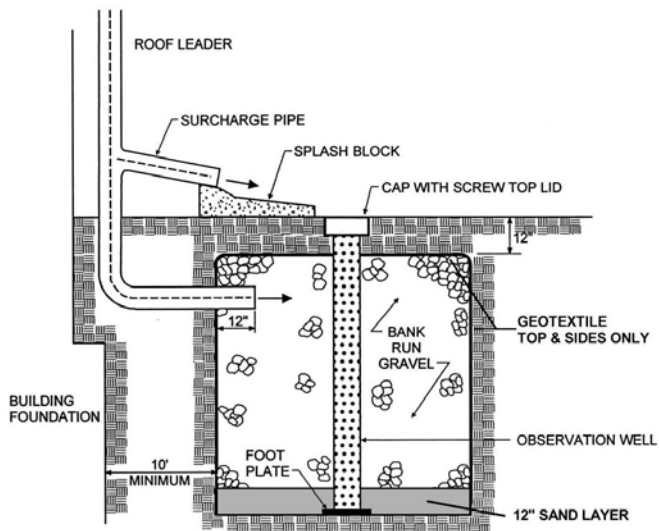 ROOF LEADER
SURCHARGE PIPE
SPLASH BLOCK
CAP WITH SCREW TOP LID
12"
12"
GEOTEXTILE
TOP & SIDES ONLY
BANK
RUN
GRAVEL
BUILDING
FOUNDATION
OBSERVATION WELL
FOOT
PLATE
10'
MINIMUM
12" SAND LAYER